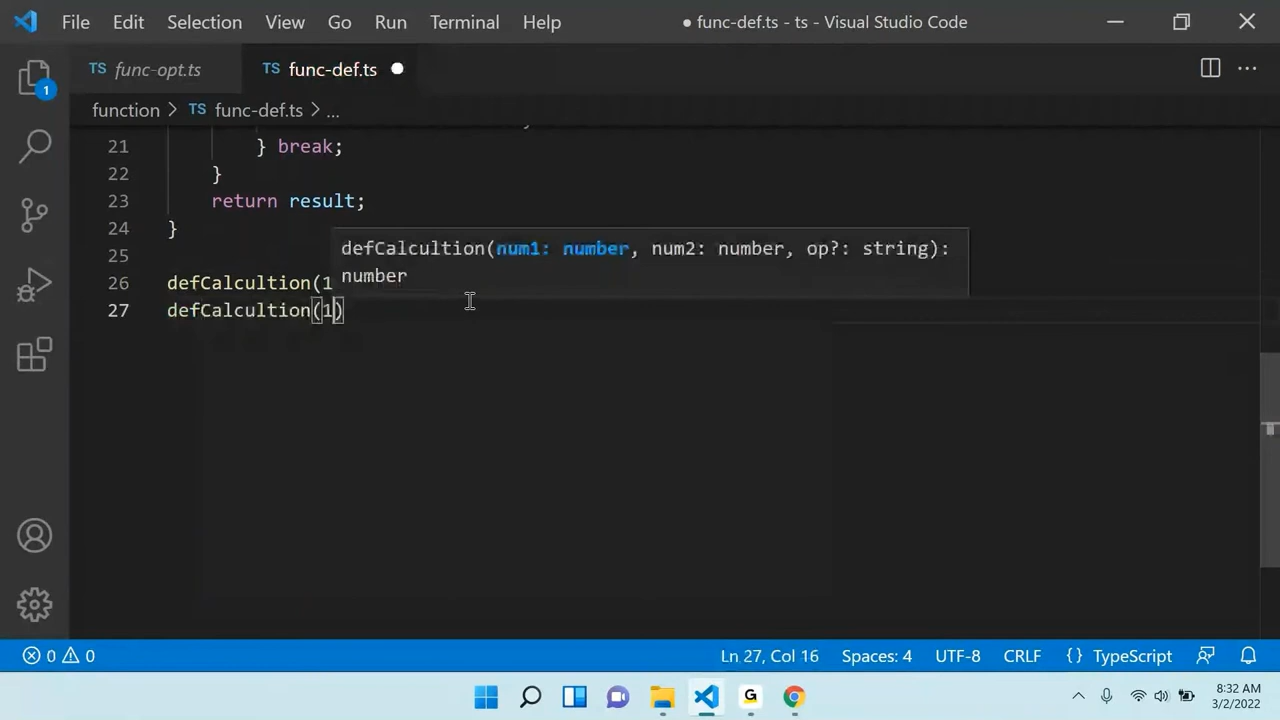 File Edit Selection View Go Run Terminal Help ● func-def.ts - ts - Visual Studio Code
TS func-opt.ts TS func-def.ts
1
function > TS func-def.ts > ...
21 } break;
22 }
23 return result;
24 }
defCalcultion(num1: number, num2: number, op?: string):
number
25
26 defCalcultion(1
27 defCalcultion(1)
0 0 Ln 27, Col 16 Spaces: 4 UTF-8 CRLF {} TypeScript
G 8:32 AM
3/2/2022